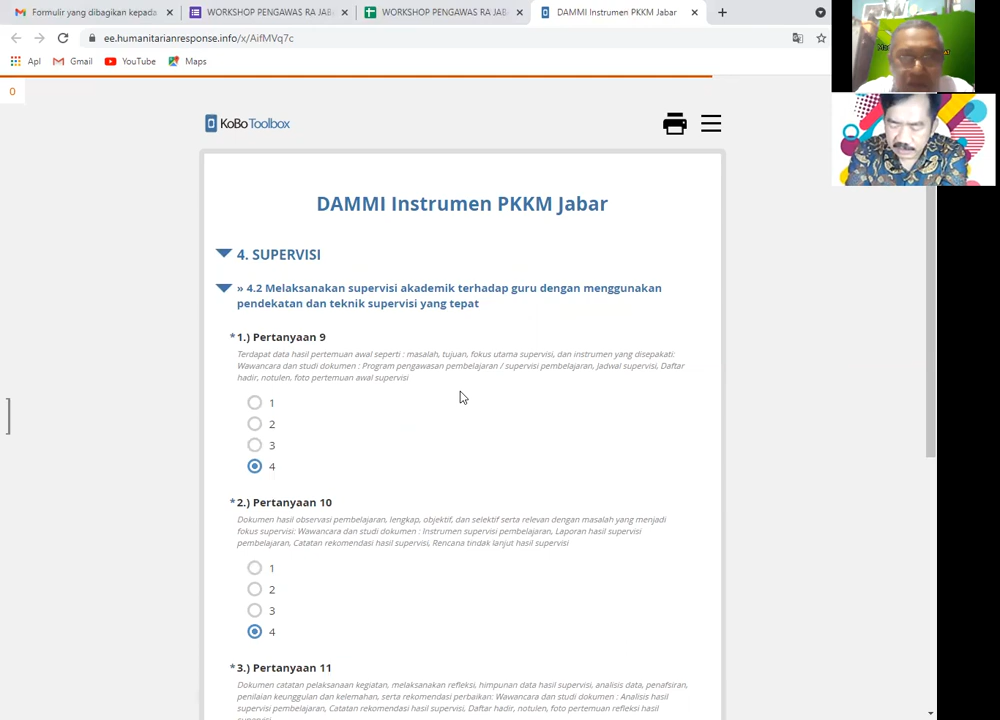 Formulir yang dibagikan kepada
WORKSHOP PENGAWAS RA JAB
WORKSHOP PENGAWAS RA JAB
DAMMI Instrumen PKKM Jabar
ee.humanitarianresponse.info/x/AifMVq7c
Apl
Gmail
YouTube
Maps
0
KoBoToolbox
DAMMI Instrumen PKKM Jabar
4. SUPERVISI
» 4.2 Melaksanakan supervisi akademik terhadap guru dengan menggunakan
pendekatan dan teknik supervisi yang tepat
* 1.) Pertanyaan 9
Terdapat data hasil pertemuan awal seperti : masalah, tujuan, fokus utama supervisi, dan instrumen yang disepakati:
Wawancara dan studi dokumen : Program pengawasan pembelajaran / supervisi pembelajaran, Jadwal supervisi, Daftar
hadir, notulen, foto pertemuan awal supervisi
1
2
3
4
* 2.) Pertanyaan 10
Dokumen hasil observasi pembelajaran, lengkap, objektif, dan selektif serta relevan dengan masalah yang menjadi
fokus supervisi: Wawancara dan studi dokumen : Instrumen supervisi pembelajaran, Laporan hasil supervisi
pembelajaran, Catatan rekomendasi hasil supervisi, Rencana tindak lanjut hasil supervisi
1
2
3
4
* 3.) Pertanyaan 11
Dokumen catatan pelaksanaan kegiatan, melaksanakan refleksi, himpunan data hasil supervisi, analisis data, penafsiran,
penilaian keunggulan dan kelemahan, serta rekomendasi perbaikan: Wawancara dan studi dokumen : Analisis hasil
supervisi pembelajaran, Catatan rekomendasi hasil supervisi, Daftar hadir, notulen, foto pertemuan refleksi hasil